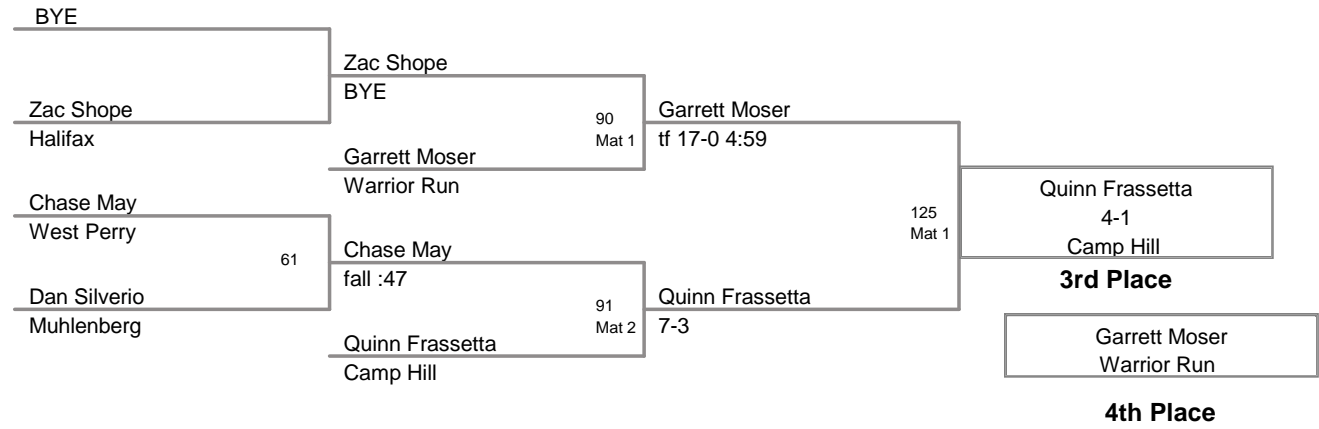 BYE
Zac Shope
BYE
Zac Shope
Halifax
90
Mat 1
Garrett Moser
tf 17-0 4:59
Garrett Moser
Warrior Run
Chase May
West Perry
61
Chase May
fall :47
125
Mat 1
Quinn Frassetta
4-1
Camp Hill
3rd Place
Dan Silverio
Muhlenberg
91
Mat 2
Quinn Frassetta
7-3
Quinn Frassetta
Camp Hill
Garrett Moser
Warrior Run
4th Place